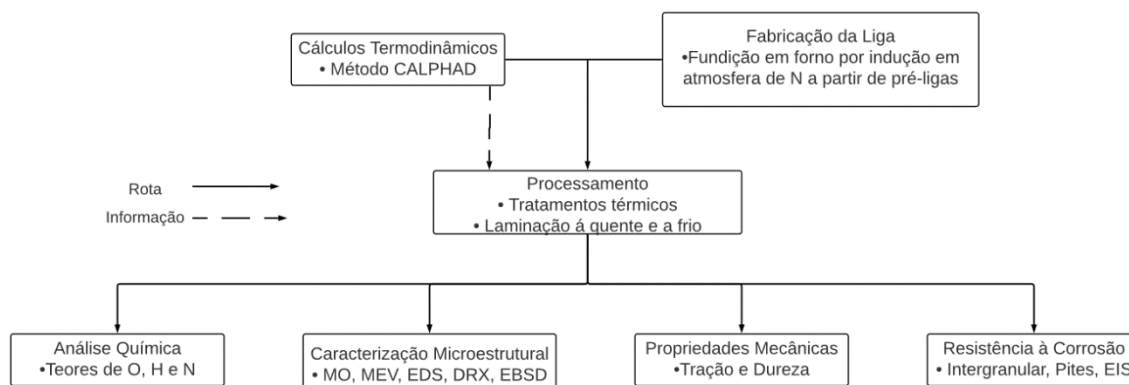 Cálculos Termodinâmicos
• Método CALPHAD
Fabricação da Liga
•Fundição em forno por indução em
atmosfera de N a partir de pré-ligas
Rota
Informação
Processamento
• Tratamentos térmicos
• Laminação á quente e a frio
Análise Química
•Teores de O, H e N
Caracterização Microestrutural
• MO, MEV, EDS, DRX, EBSD
Propriedades Mecânicas
•Tração e Dureza
Resistência à Corrosão
• Intergranular, Pites, EIS